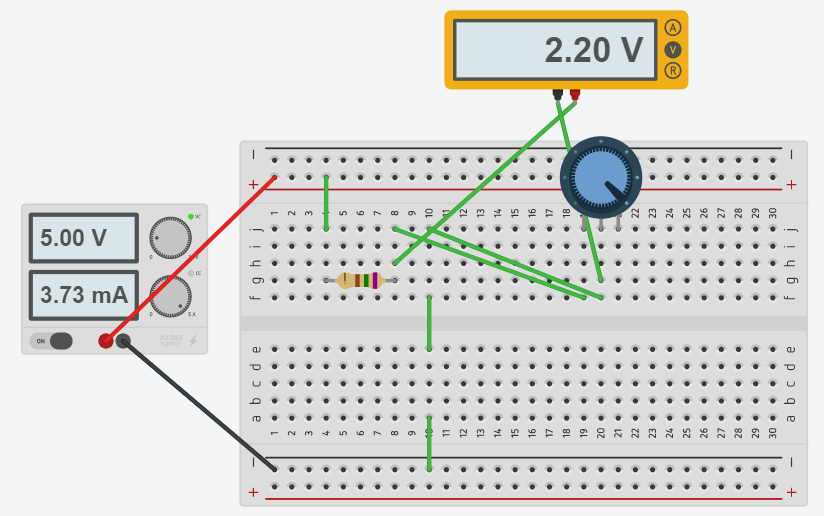 2.20 V
A
V
R
5.00 V
3.73 mA
0
5 A
ON
VOLTAGE
SUPPLY
− −
+ +
1 2 3 4 5 6 7 8 9 10 11 12 13 14 15 16 17 18 19 20 21 22 23 24 25 26 27 28 29 30
j j
i i
h h
g g
f f
e e
d d
c c
b b
a a
1 2 3 4 5 6 7 8 9 10 11 12 13 14 15 16 17 18 19 20 21 22 23 24 25 26 27 28 29 30
− −
+ +